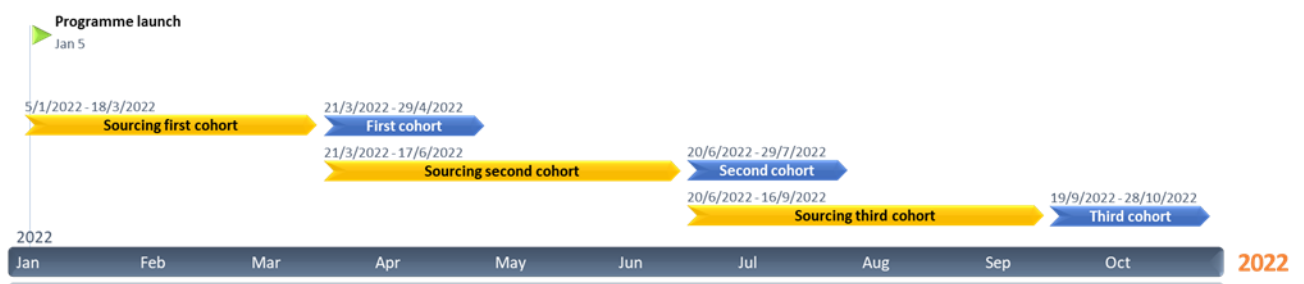 Programme launch
Jan 5
5/1/2022 - 18/3/2022
Sourcing first cohort
21/3/2022 - 29/4/2022
First cohort
21/3/2022 - 17/6/2022
Sourcing second cohort
20/6/2022 - 29/7/2022
Second cohort
20/6/2022 - 16/9/2022
Sourcing third cohort
19/9/2022 - 28/10/2022
Third cohort
2022
Jan Feb Mar Apr May Jun Jul Aug Sep Oct 2022